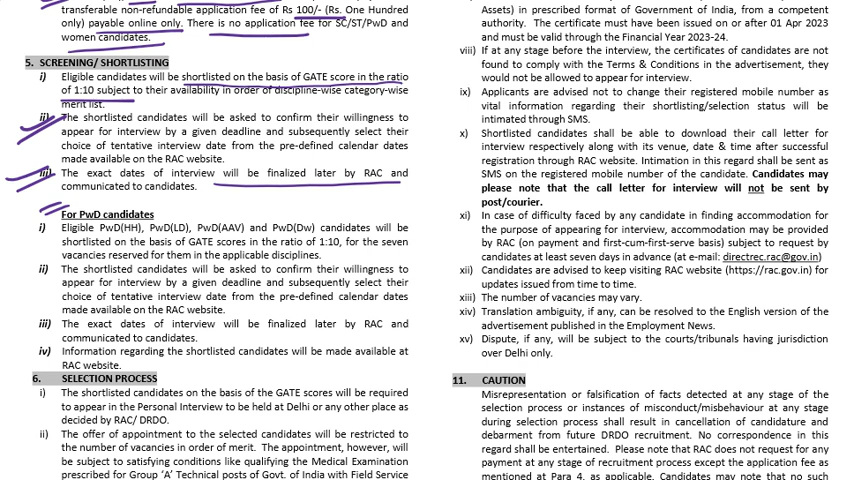 transferable non-refundable application fee of Rs 100/- (Rs. One Hundred
only) payable online only. There is no application fee for SC/ST/PwD and
women candidates.
5. SCREENING/ SHORTLISTING
i) Eligible candidates will be shortlisted on the basis of GATE score in the ratio
of 1:10 subject to their availability in order of discipline-wise category-wise
merit list.
ii) The shortlisted candidates will be asked to confirm their willingness to
appear for interview by a given deadline and subsequently select their
choice of tentative interview date from the pre-defined calendar dates
made available on the RAC website.
iii) The exact dates of interview will be finalized later by RAC and
communicated to candidates.
For PwD candidates
i) Eligible PwD(HH), PwD(LD), PwD(AAV) and PwD(Dw) candidates will be
shortlisted on the basis of GATE scores in the ratio of 1:10, for the seven
vacancies reserved for them in the applicable disciplines.
ii) The shortlisted candidates will be asked to confirm their willingness to
appear for interview by a given deadline and subsequently select their
choice of tentative interview date from the pre-defined calendar dates
made available on the RAC website.
iii) The exact dates of interview will be finalized later by RAC and
communicated to candidates.
iv) Information regarding the shortlisted candidates will be made available at
RAC website.
6. SELECTION PROCESS
i) The shortlisted candidates on the basis of the GATE scores will be required
to appear in the Personal Interview to be held at Delhi or any other place as
decided by RAC/ DRDO.
ii) The offer of appointment to the selected candidates will be restricted to
the number of vacancies in order of merit. The appointment, however, will
be subject to satisfying conditions like qualifying the Medical Examination
prescribed for Group ‘A’ Technical posts of Govt. of India with Field Service
Assets) in prescribed format of Government of India, from a competent
authority. The certificate must have been issued on or after 01 Apr 2023
and must be valid through the Financial Year 2023-24.
viii) If at any stage before the interview, the certificates of candidates are not
found to comply with the Terms & Conditions in the advertisement, they
would not be allowed to appear for interview.
ix) Applicants are advised not to change their registered mobile number as
vital information regarding their shortlisting/selection status will be
intimated through SMS.
x) Shortlisted candidates shall be able to download their call letter for
interview respectively along with its venue, date & time after successful
registration through RAC website. Intimation in this regard shall be sent as
SMS on the registered mobile number of the candidate. Candidates may
please note that the call letter for interview will not be sent by
post/courier.
xi) In case of difficulty faced by any candidate in finding accommodation for
the purpose of appearing for interview, accommodation may be provided
by RAC (on payment and first-cum-first-serve basis) subject to request by
candidates at least seven days in advance (at e-mail: directrec.rac@gov.in)
xii) Candidates are advised to keep visiting RAC website (https://rac.gov.in) for
updates issued from time to time.
xiii) The number of vacancies may vary.
xiv) Translation ambiguity, if any, can be resolved to the English version of the
advertisement published in the Employment News.
xv) Dispute, if any, will be subject to the courts/tribunals having jurisdiction
over Delhi only.
11. CAUTION
Misrepresentation or falsification of facts detected at any stage of the
selection process or instances of misconduct/misbehaviour at any stage
during selection process shall result in cancellation of candidature and
debarment from future DRDO recruitment. No correspondence in this
regard shall be entertained. Please note that RAC does not request for any
payment at any stage of recruitment process except the application fee as
mentioned at Para 4, as applicable. Candidates may note that no such